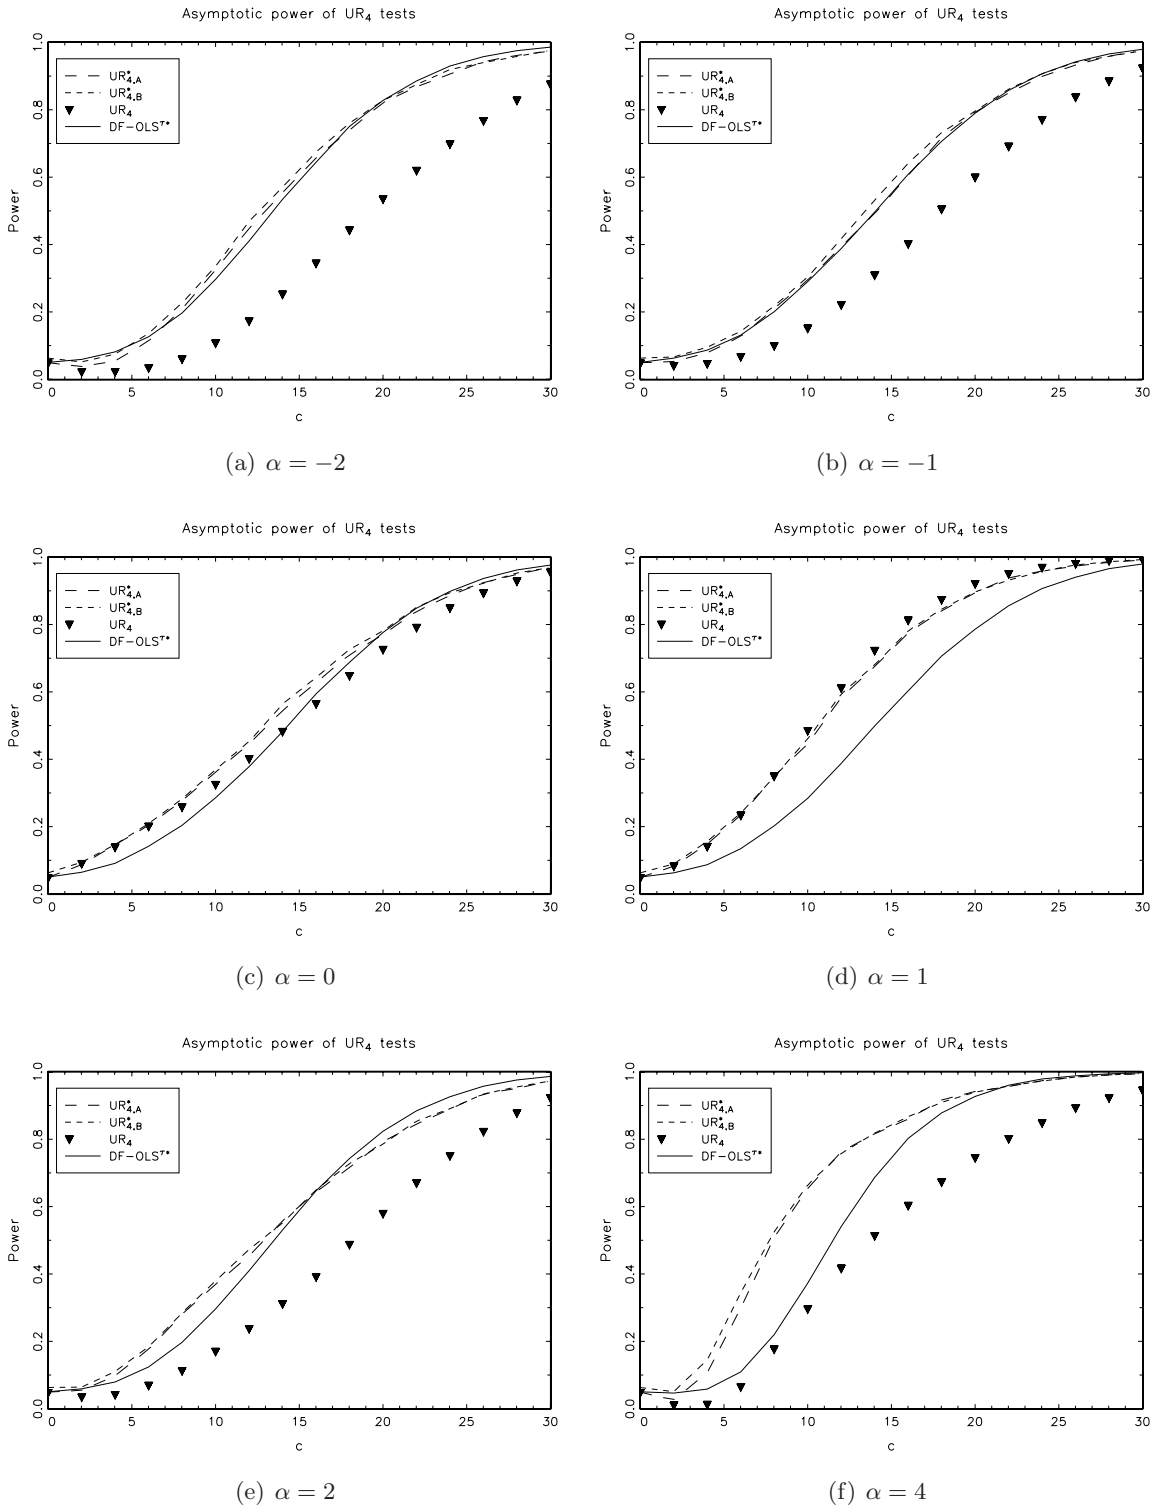 Asymptotic power of UR₄ tests
UR*₄,A
UR*₄,B
UR₄
DF-OLSᵀ*
Power
0.0 0.2 0.4 0.6 0.8 1.0
0 5 10 15 20 25 30
c
(a) α = −2
Asymptotic power of UR₄ tests
UR*₄,A
UR*₄,B
UR₄
DF-OLSᵀ*
Power
0.0 0.2 0.4 0.6 0.8 1.0
0 5 10 15 20 25 30
c
(b) α = −1
Asymptotic power of UR₄ tests
UR*₄,A
UR*₄,B
UR₄
DF-OLSᵀ*
Power
0.0 0.2 0.4 0.6 0.8 1.0
0 5 10 15 20 25 30
c
(c) α = 0
Asymptotic power of UR₄ tests
UR*₄,A
UR*₄,B
UR₄
DF-OLSᵀ*
Power
0.0 0.2 0.4 0.6 0.8 1.0
0 5 10 15 20 25 30
c
(d) α = 1
Asymptotic power of UR₄ tests
UR*₄,A
UR*₄,B
UR₄
DF-OLSᵀ*
Power
0.0 0.2 0.4 0.6 0.8 1.0
0 5 10 15 20 25 30
c
(e) α = 2
Asymptotic power of UR₄ tests
UR*₄,A
UR*₄,B
UR₄
DF-OLSᵀ*
Power
0.0 0.2 0.4 0.6 0.8 1.0
0 5 10 15 20 25 30
c
(f) α = 4